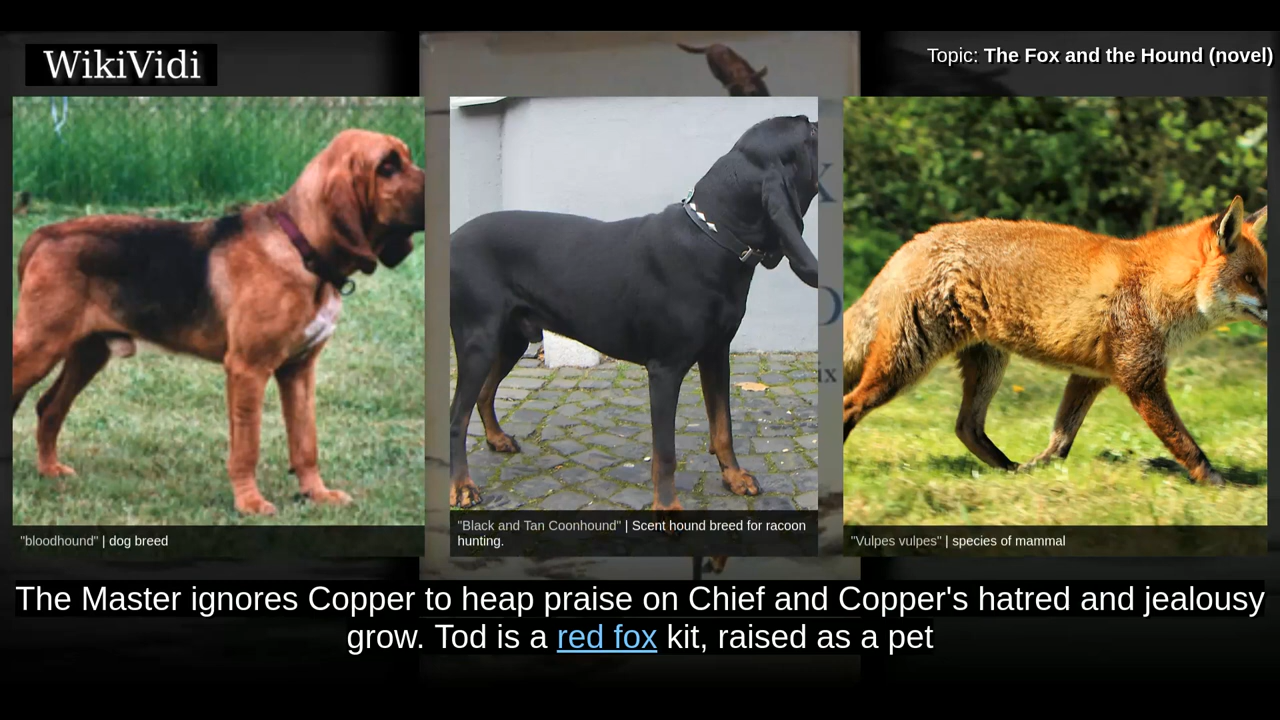 WikiVidi
Topic: The Fox and the Hound (novel)
X
D
ix
"bloodhound" | dog breed
"Black and Tan Coonhound" | Scent hound breed for racoon
hunting.
"Vulpes vulpes" | species of mammal
The Master ignores Copper to heap praise on Chief and Copper's hatred and jealousy
grow. Tod is a red fox kit, raised as a pet